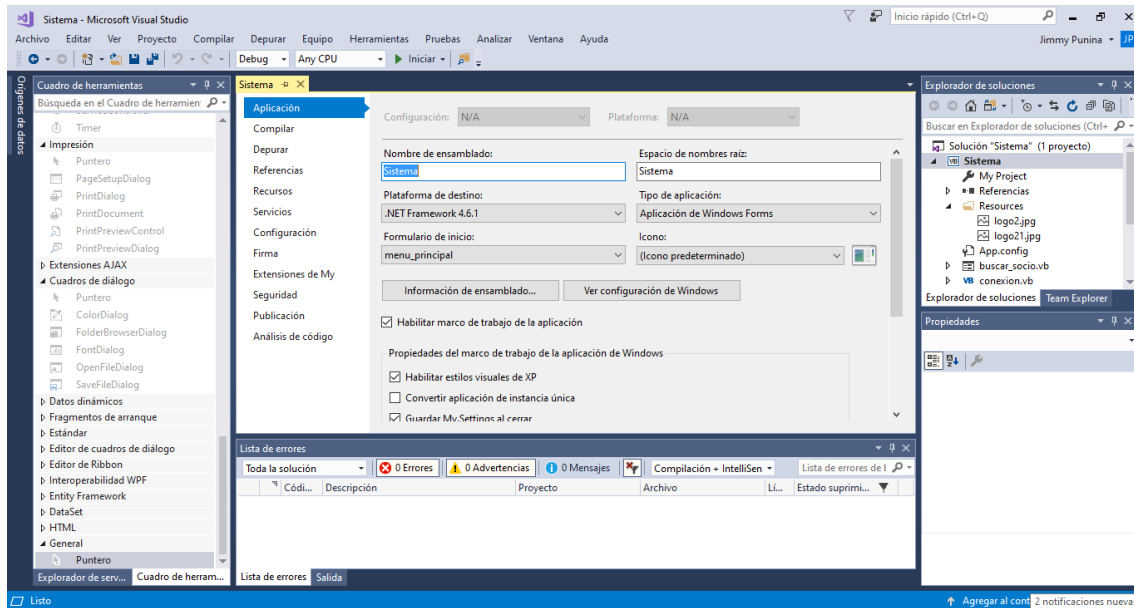 Sistema - Microsoft Visual Studio
Inicio rápido (Ctrl+Q)
Archivo Editar Ver Proyecto Compilar Depurar Equipo Herramientas Pruebas Analizar Ventana Ayuda
Jimmy Punina
JP
Debug Any CPU Iniciar
Orígenes de datos
Cuadro de herramientas
Búsqueda en el Cuadro de herramien
Timer
Impresión
Puntero
PageSetupDialog
PrintDialog
PrintDocument
PrintPreviewControl
PrintPreviewDialog
Extensiones AJAX
Cuadros de diálogo
Puntero
ColorDialog
FolderBrowserDialog
FontDialog
OpenFileDialog
SaveFileDialog
Datos dinámicos
Fragmentos de arranque
Estándar
Editor de cuadros de diálogo
Editor de Ribbon
Interoperabilidad WPF
Entity Framework
DataSet
HTML
General
Puntero
Explorador de serv... Cuadro de herram...
Sistema
Aplicación
Compilar
Depurar
Referencias
Recursos
Servicios
Configuración
Firma
Extensiones de My
Seguridad
Publicación
Análisis de código
Configuración: N/A Plataforma: N/A
Nombre de ensamblado: Espacio de nombres raíz:
Sistema Sistema
Plataforma de destino: Tipo de aplicación:
.NET Framework 4.6.1 Aplicación de Windows Forms
Formulario de inicio: Icono:
menu_principal (Icono predeterminado)
Información de ensamblado... Ver configuración de Windows
Habilitar marco de trabajo de la aplicación
Propiedades del marco de trabajo de la aplicación de Windows
Habilitar estilos visuales de XP
Convertir aplicación de instancia única
Guardar My.Settings al cerrar
Lista de errores
Toda la solución 0 Errores 0 Advertencias 0 Mensajes Compilación + IntelliSen Lista de errores de l
Códi... Descripción Proyecto Archivo Lí... Estado suprimi...
Lista de errores Salida
Explorador de soluciones
Buscar en Explorador de soluciones (Ctrl+
Solución "Sistema" (1 proyecto)
VB Sistema
My Project
Referencias
Resources
logo2.jpg
logo21.jpg
App.config
buscar_socio.vb
VB conexion.vb
Explorador de soluciones Team Explorer
Propiedades
Listo
Agregar al cont 2 notificaciones nueva